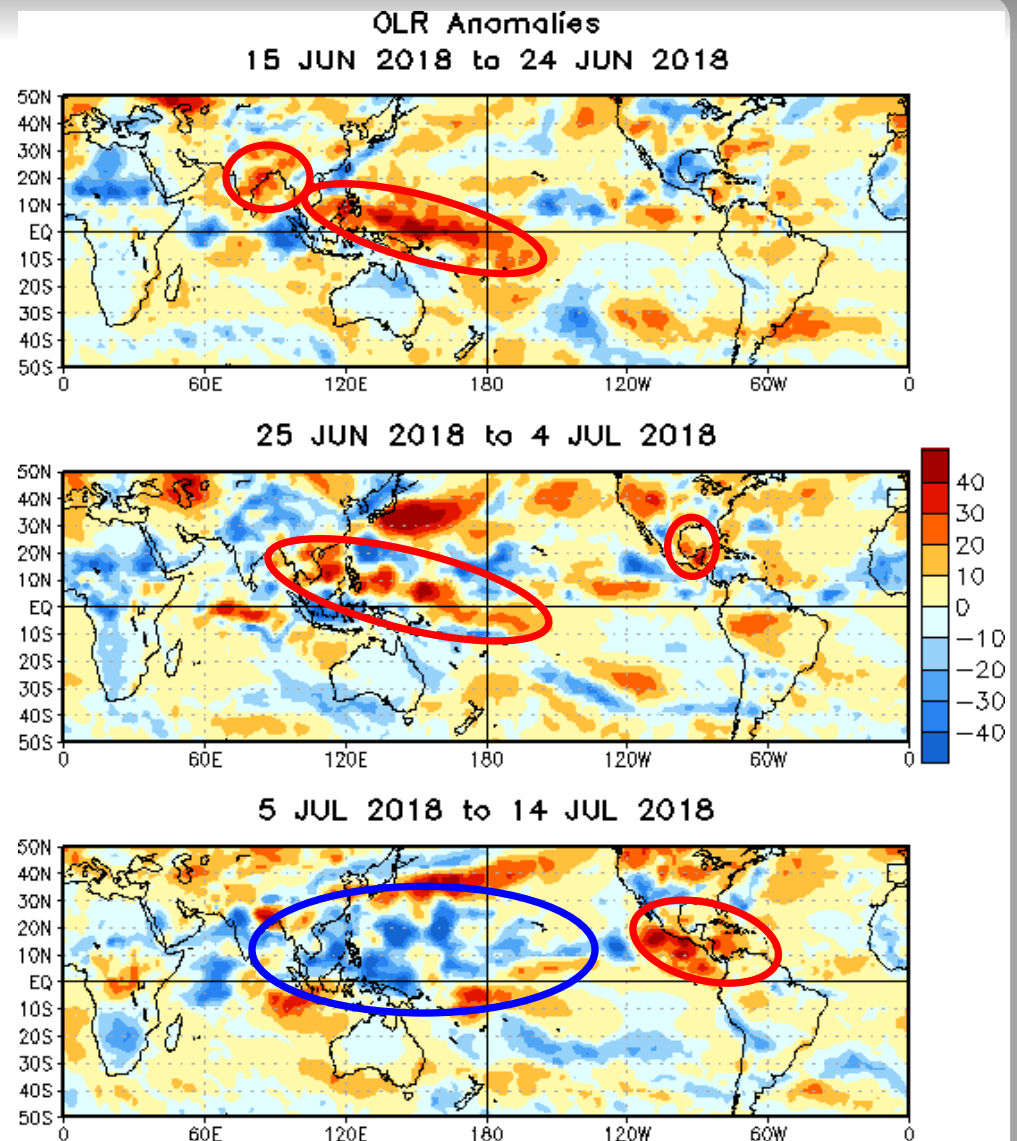 OLR Anomalies
15 JUN 2018 to 24 JUN 2018
50N
40N
30N
20N
10N
EQ
10S
20S
30S
40S
50S
0 60E 120E 180 120W 60W 0
25 JUN 2018 to 4 JUL 2018
50N
40N
30N
20N
10N
EQ
10S
20S
30S
40S
50S
0 60E 120E 180 120W 60W 0
40
30
20
10
0
-10
-20
-30
-40
5 JUL 2018 to 14 JUL 2018
50N
40N
30N
20N
10N
EQ
10S
20S
30S
40S
50S
0 60E 120E 180 120W 60W 0